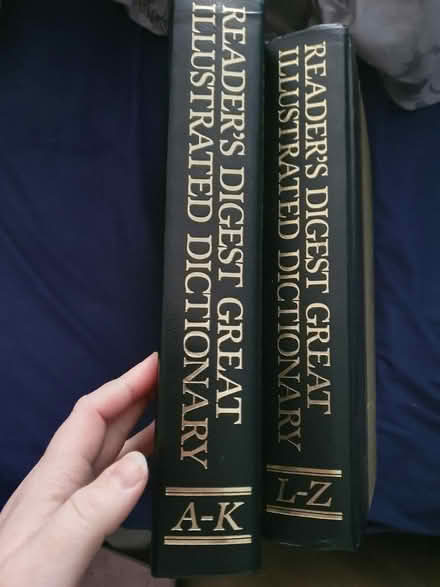 READER'S DIGEST GREAT
ILLUSTRATED DICTIONARY
A-K
READER'S DIGEST GREAT
ILLUSTRATED DICTIONARY
L-Z